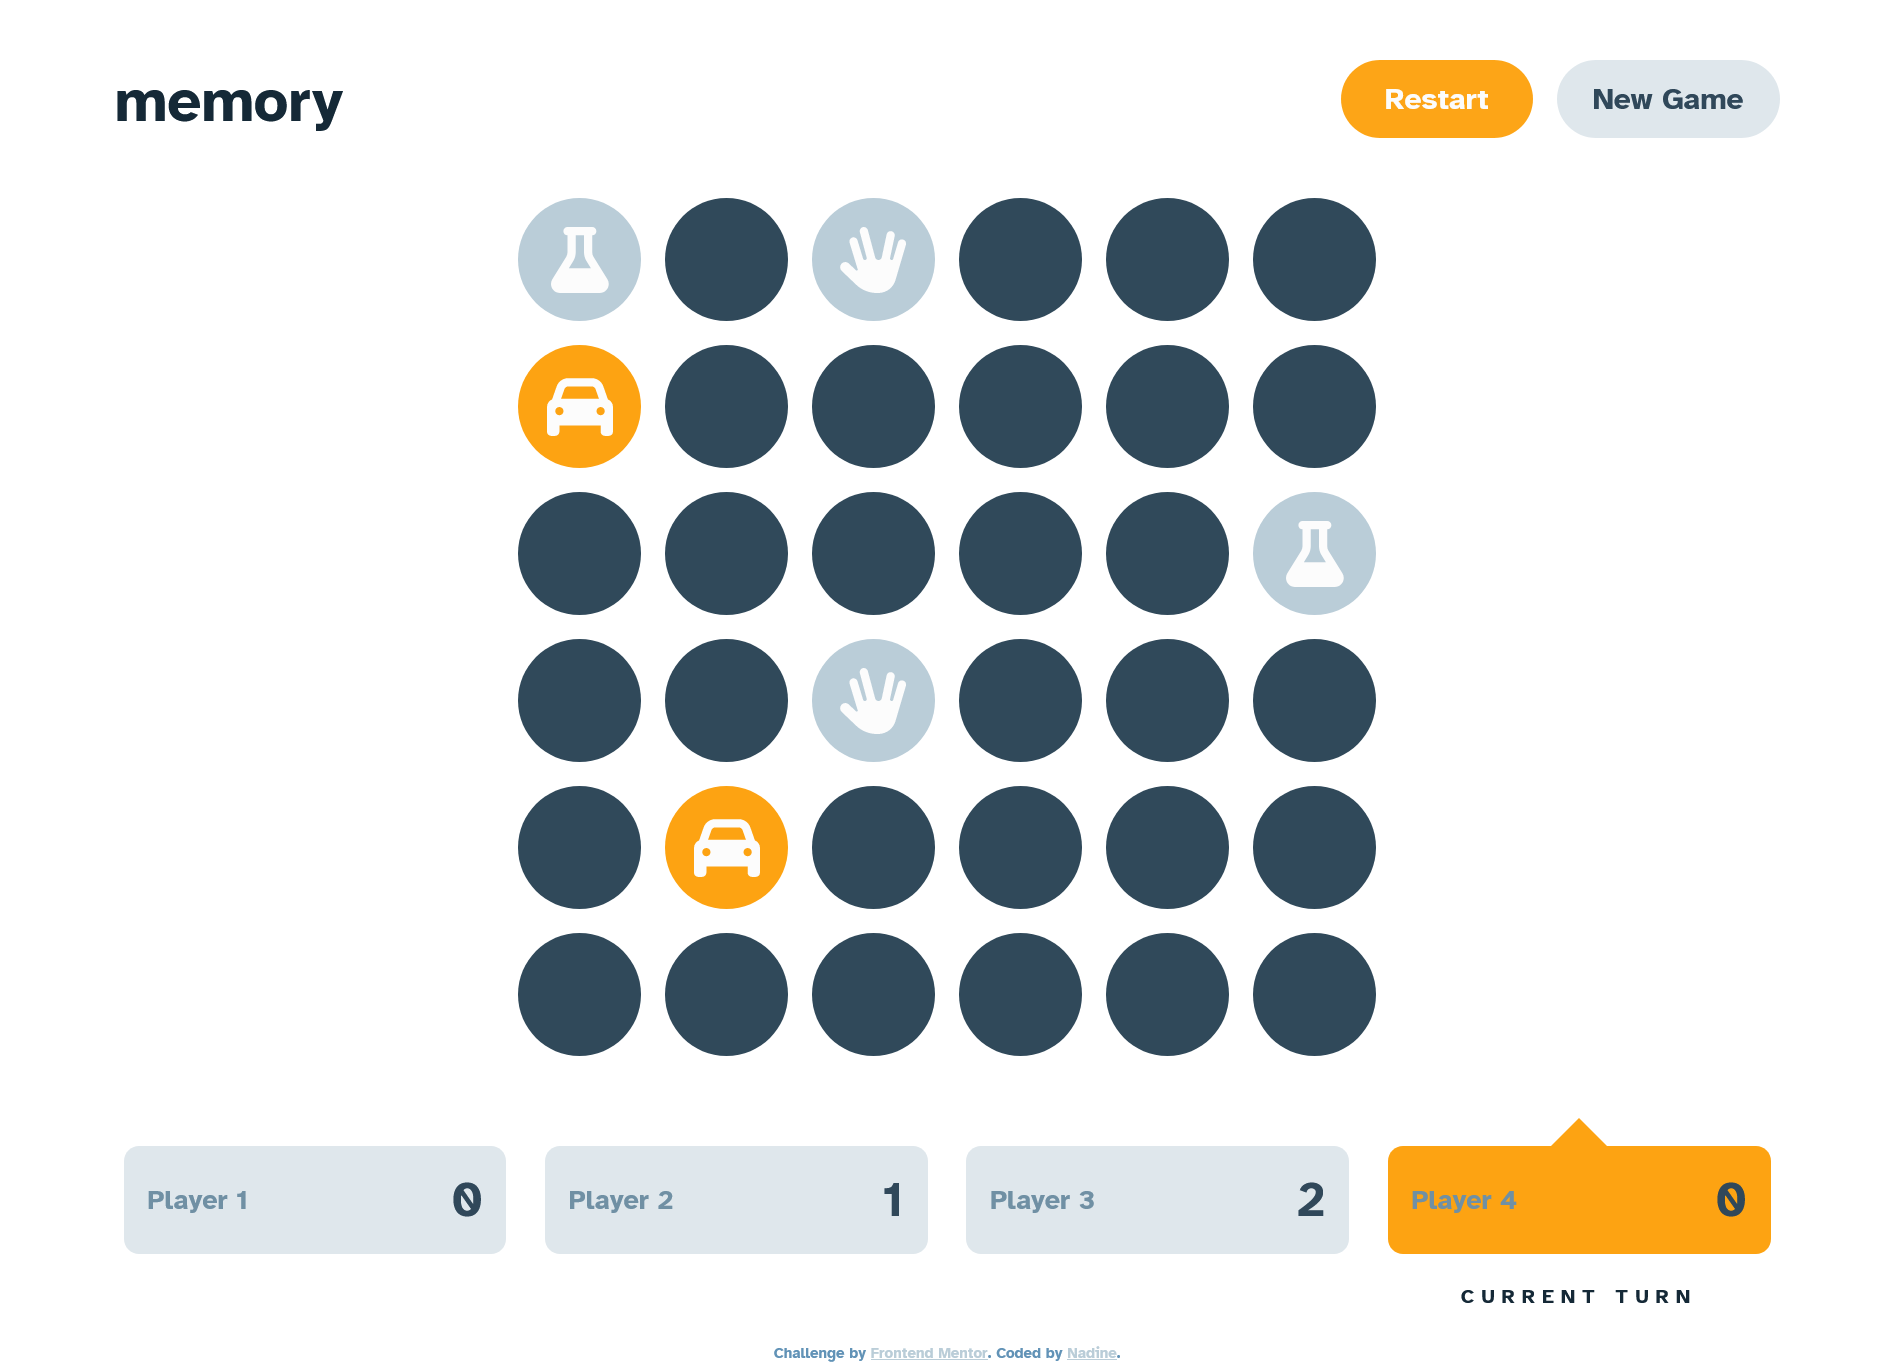 memory
Restart
New Game
Player 1
0
Player 2
1
Player 3
2
Player 4
0
CURRENT TURN
Challenge by Frontend Mentor. Coded by Nadine.